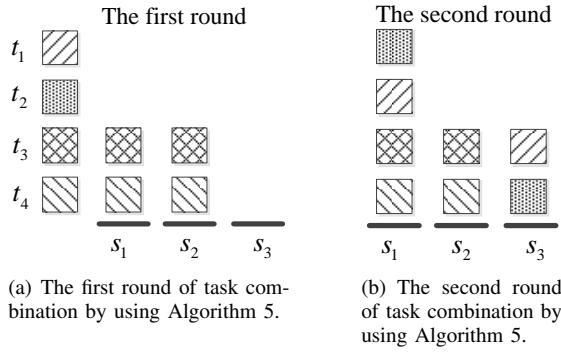 The first round
t1
t2
t3
t4
s1 s2 s3
(a) The first round of task com-
bination by using Algorithm 5.
The second round
s1 s2 s3
(b) The second round
of task combination by
using Algorithm 5.